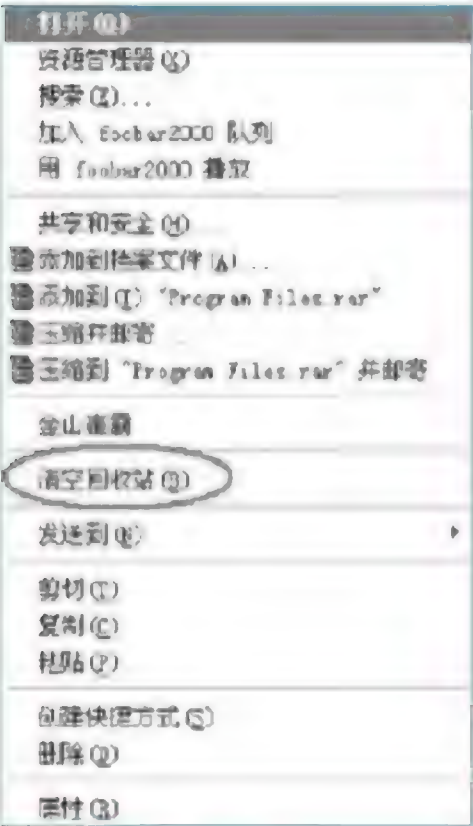 打开(O)
资源管理器(X)
搜索(E)...
加入 foobar2000 队列
用 foobar2000 播放
共享和安全(H)...
添加到档案文件(A)...
添加到(T) "Program Files.rar"
压缩并邮寄...
压缩到 "Program Files.rar" 并邮寄
金山毒霸
清空回收站(B)
发送到(N)
剪切(T)
复制(C)
粘贴(P)
创建快捷方式(S)
删除(D)
属性(R)